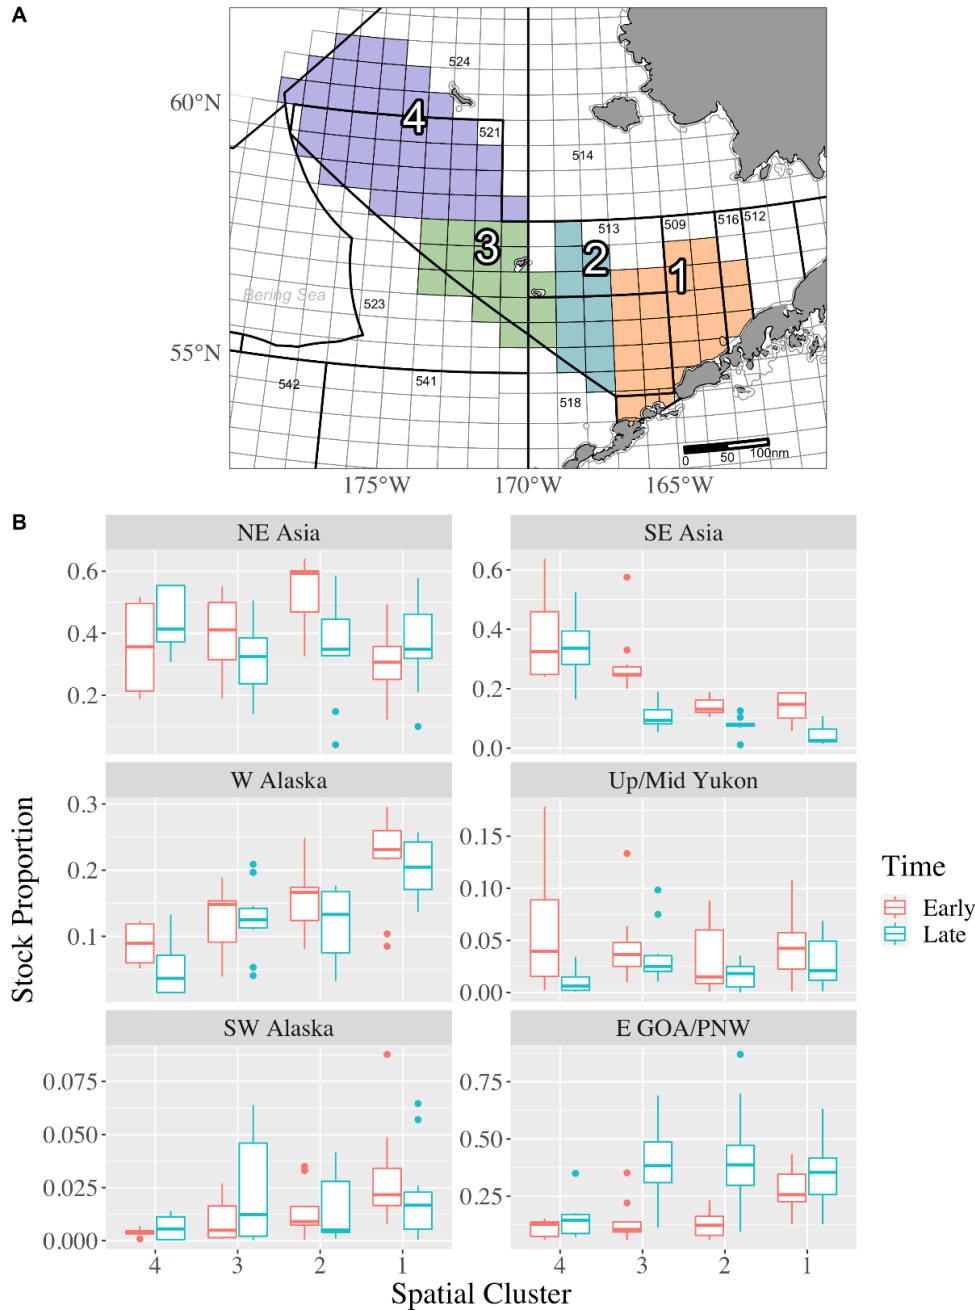 A
524
60°N
4
521
514
513
509
516
512
3
2
1
Bering Sea
523
55°N
542
541
518
0 50 100nm
175°W 170°W 165°W
B
NE Asia SE Asia
0.6
0.4
0.2
0.6
0.4
0.2
0.0
W Alaska Up/Mid Yukon
0.3
0.2
0.1
0.15
0.10
0.05
0.00
Stock Proportion
Time
Early
Late
SW Alaska E GOA/PNW
0.075
0.050
0.025
0.000
0.75
0.50
0.25
4 3 2 1 4 3 2 1
Spatial Cluster